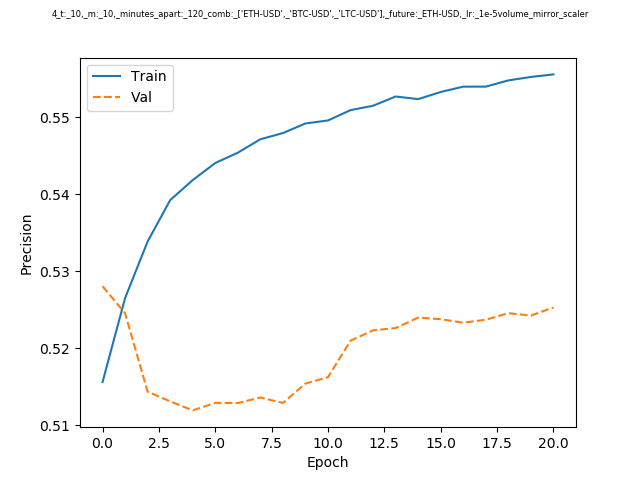 4_t:_10,_m:_10,_minutes_apart:_120_comb:_['ETH-USD',_'BTC-USD',_'LTC-USD'],_future:_ETH-USD,_lr:_1e-5volume_mirror_scaler
Train
Val
0.55
0.54
0.53
0.52
0.51
Precision
0.0 2.5 5.0 7.5 10.0 12.5 15.0 17.5 20.0
Epoch